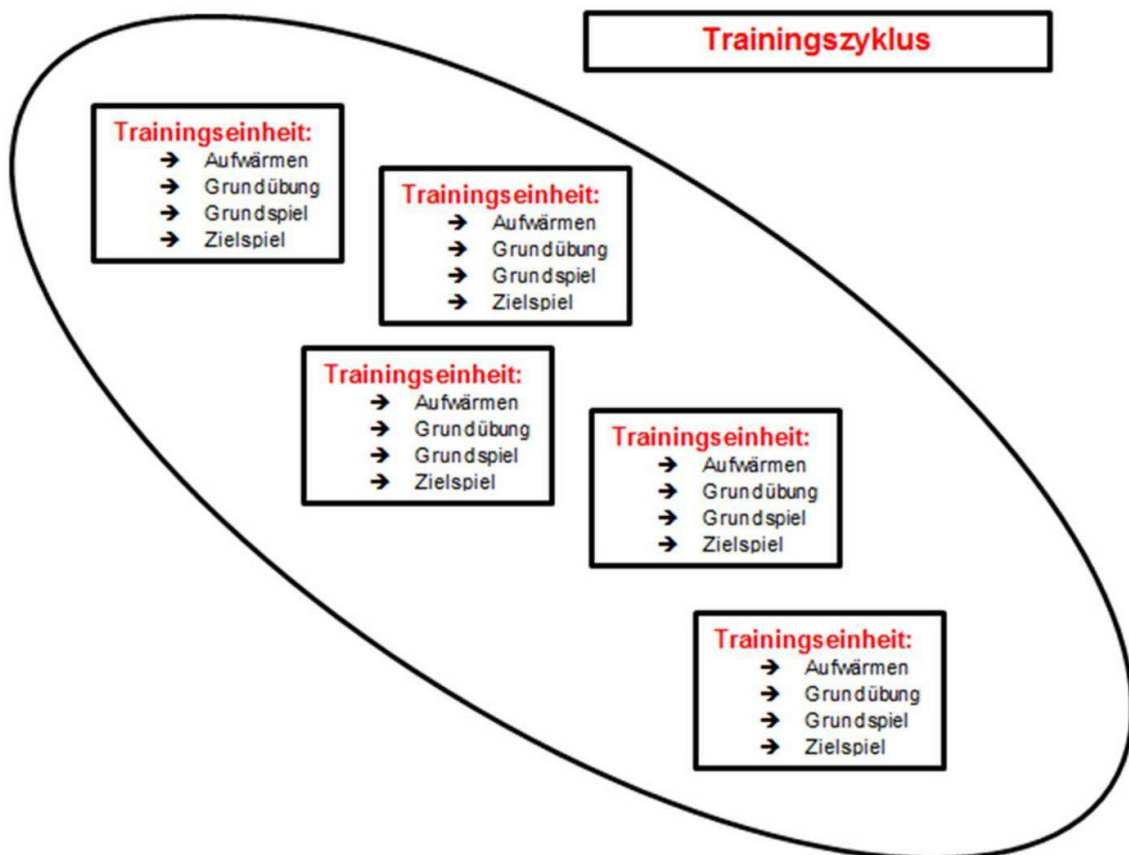 Trainingszyklus
Trainingseinheit:
➔ Aufwärmen
➔ Grundübung
➔ Grundspiel
➔ Zielspiel
Trainingseinheit:
➔ Aufwärmen
➔ Grundübung
➔ Grundspiel
➔ Zielspiel
Trainingseinheit:
➔ Aufwärmen
➔ Grundübung
➔ Grundspiel
➔ Zielspiel
Trainingseinheit:
➔ Aufwärmen
➔ Grundübung
➔ Grundspiel
➔ Zielspiel
Trainingseinheit:
➔ Aufwärmen
➔ Grundübung
➔ Grundspiel
➔ Zielspiel